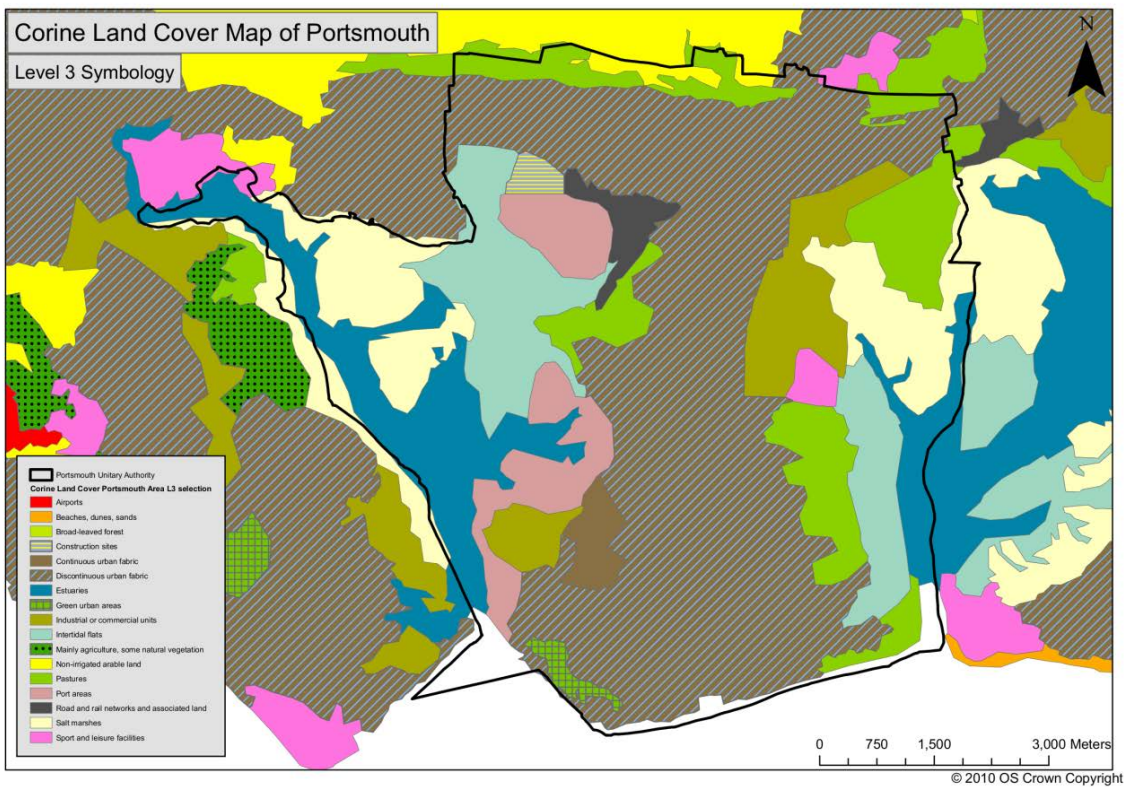 Corine Land Cover Map of Portsmouth
Level 3 Symbology
N
Portsmouth Unitary Authority
Corine Land Cover Portsmouth Area L3 selection
Airports
Beaches, dunes, sands
Broad-leaved forest
Construction sites
Continuous urban fabric
Discontinuous urban fabric
Estuaries
Green urban areas
Industrial or commercial units
Intertidal flats
Mainly agriculture, some natural vegetation
Non-irrigated arable land
Pastures
Port areas
Road and rail networks and associated land
Salt marshes
Sport and leisure facilities
0 750 1,500 3,000 Meters
© 2010 OS Crown Copyright